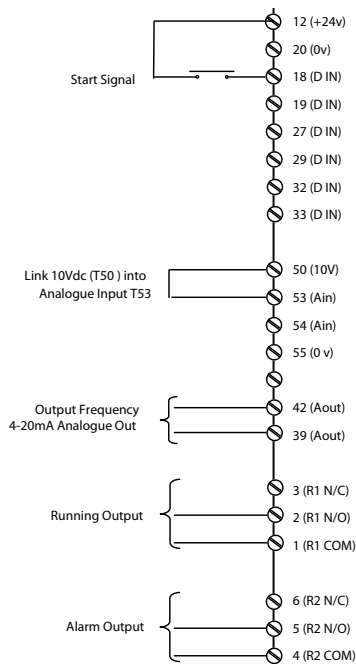 12 (+24v)
20 (0v)
Start Signal
18 (D IN)
19 (D IN)
27 (D IN)
29 (D IN)
32 (D IN)
33 (D IN)
Link 10Vdc (T50 ) into
Analogue Input T53
50 (10V)
53 (Ain)
54 (Ain)
55 (0 v)
Output Frequency
4-20mA Analogue Out
42 (Aout)
39 (Aout)
Running Output
3 (R1 N/C)
2 (R1 N/O)
1 (R1 COM)
Alarm Output
6 (R2 N/C)
5 (R2 N/O)
4 (R2 COM)